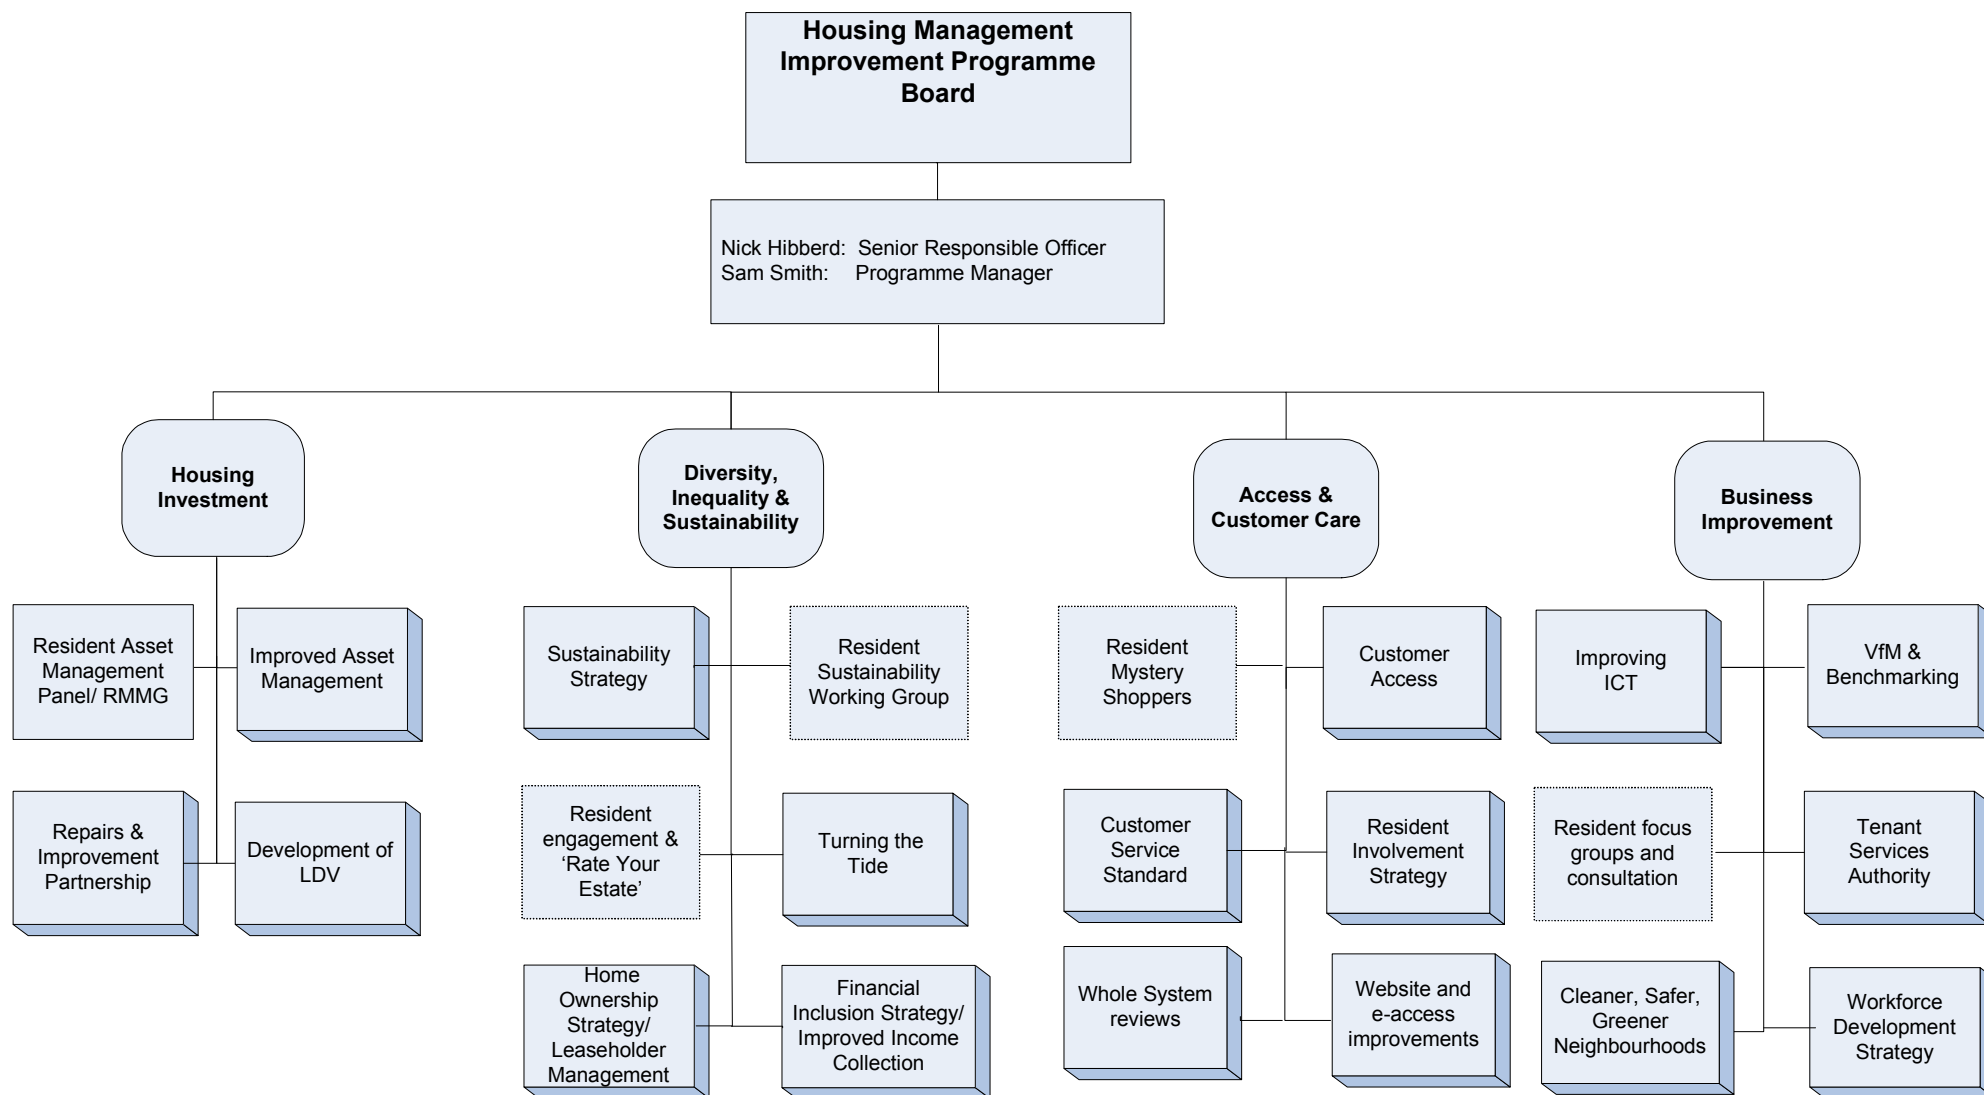 Housing Management
Improvement Programme
Board
Nick Hibberd: Senior Responsible Officer
Sam Smith: Programme Manager
Housing
Investment
Diversity,
Inequality &
Sustainability
Access &
Customer Care
Business
Improvement
Resident Asset
Management
Panel/ RMMG
Improved Asset
Management
Sustainability
Strategy
Resident
Sustainability
Working Group
Resident
Mystery
Shoppers
Customer
Access
Improving
ICT
VfM &
Benchmarking
Repairs &
Improvement
Partnership
Development of
LDV
Resident
engagement &
‘Rate Your
Estate’
Turning the
Tide
Customer
Service
Standard
Resident
Involvement
Strategy
Resident focus
groups and
consultation
Tenant
Services
Authority
Home
Ownership
Strategy/
Leaseholder
Management
Financial
Inclusion Strategy/
Improved Income
Collection
Whole System
reviews
Website and
e-access
improvements
Cleaner, Safer,
Greener
Neighbourhoods
Workforce
Development
Strategy